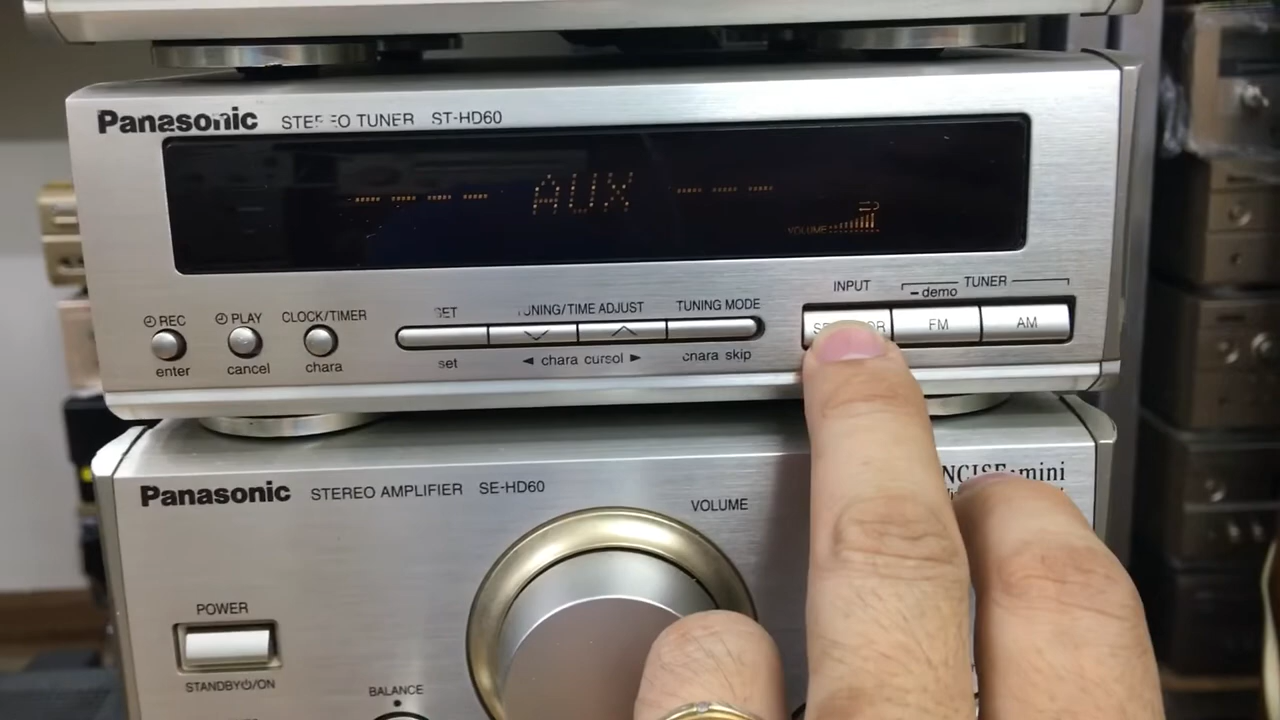 Panasonic STEREO TUNER ST-HD60
AUX
VOLUME
INPUT
TUNER
demo
REC
PLAY
CLOCK/TIMER
SET
TUNING/TIME ADJUST
TUNING MODE
FM
AM
enter
cancel
chara
set
chara cursor
chara skip
Panasonic STEREO AMPLIFIER SE-HD60
mini
VOLUME
POWER
STANDBY/ON
BALANCE